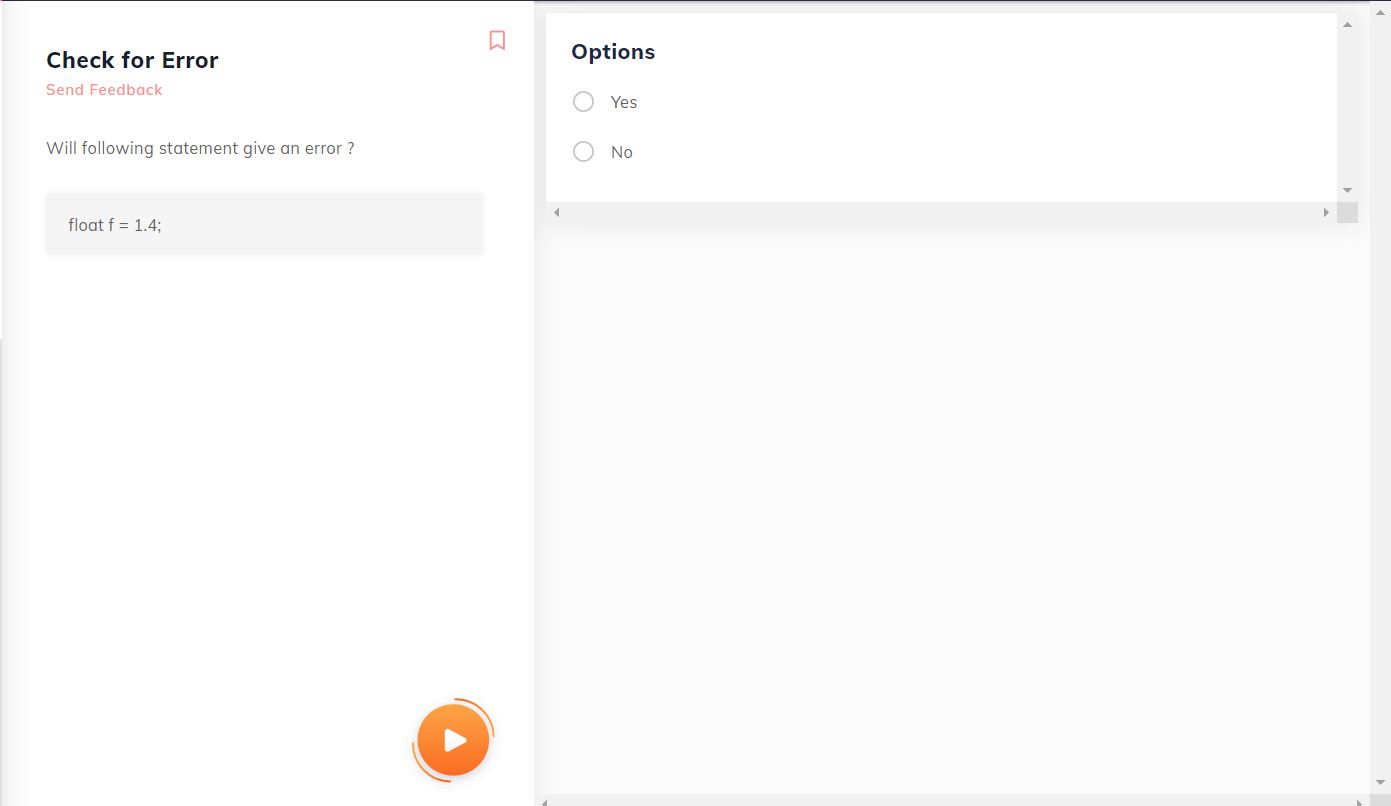 Check for Error
Send Feedback
Will following statement give an error ?
float f = 1.4;
Options
Yes
No